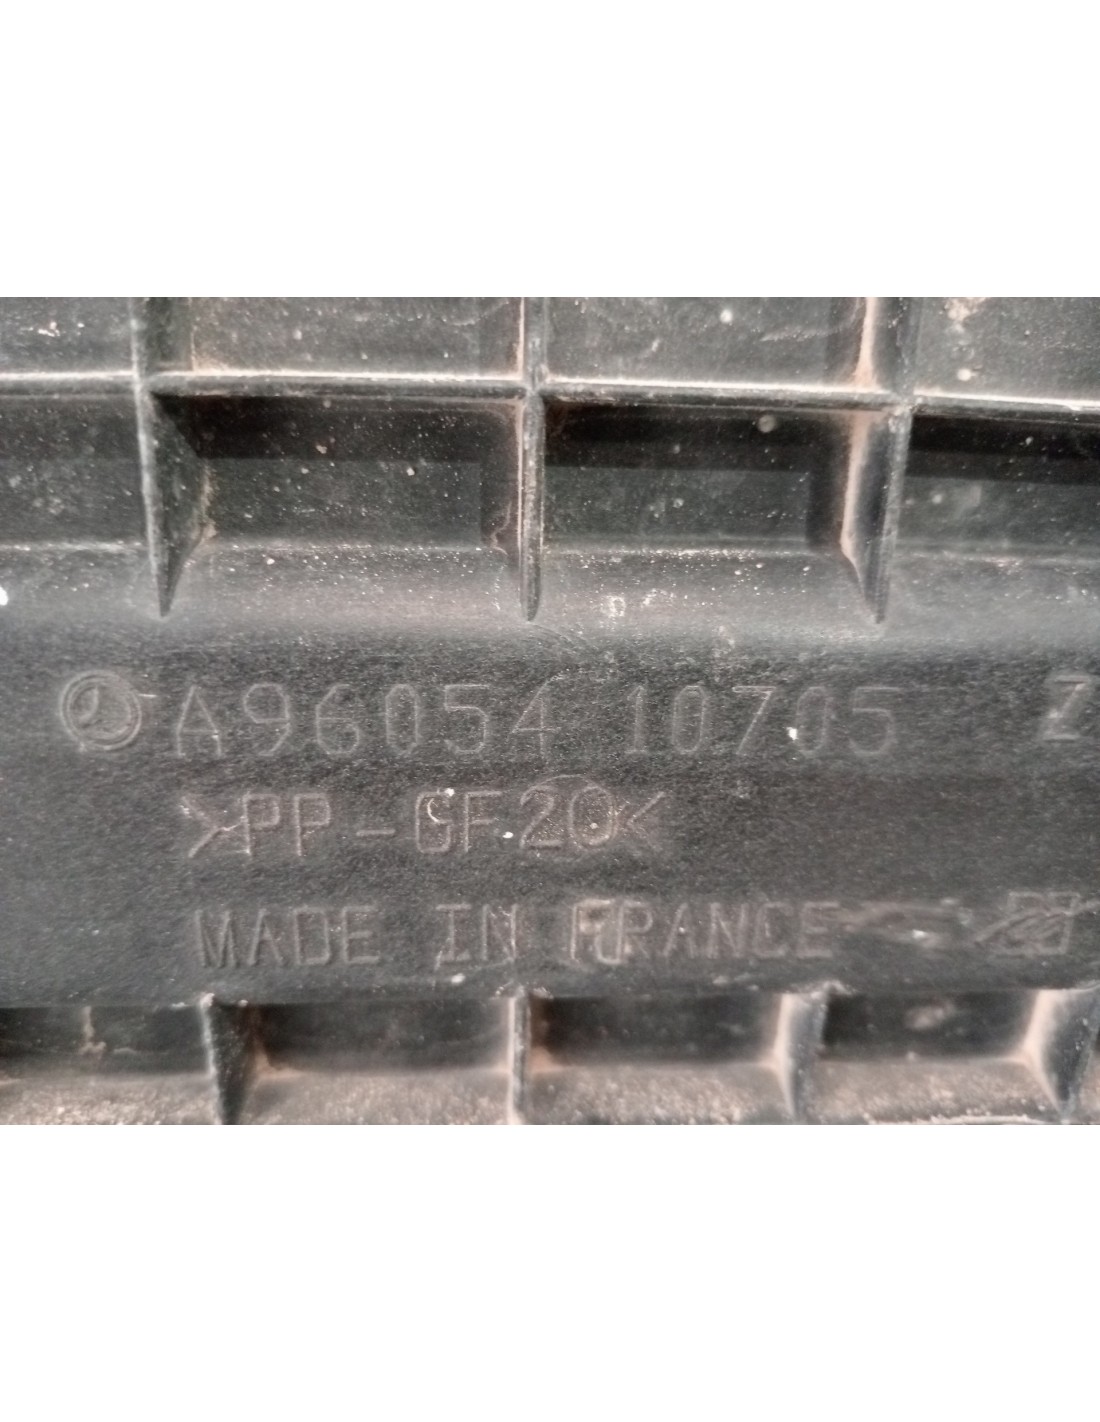 A96054 10705 Z
>PP-GF20<
MADE IN FRANCE